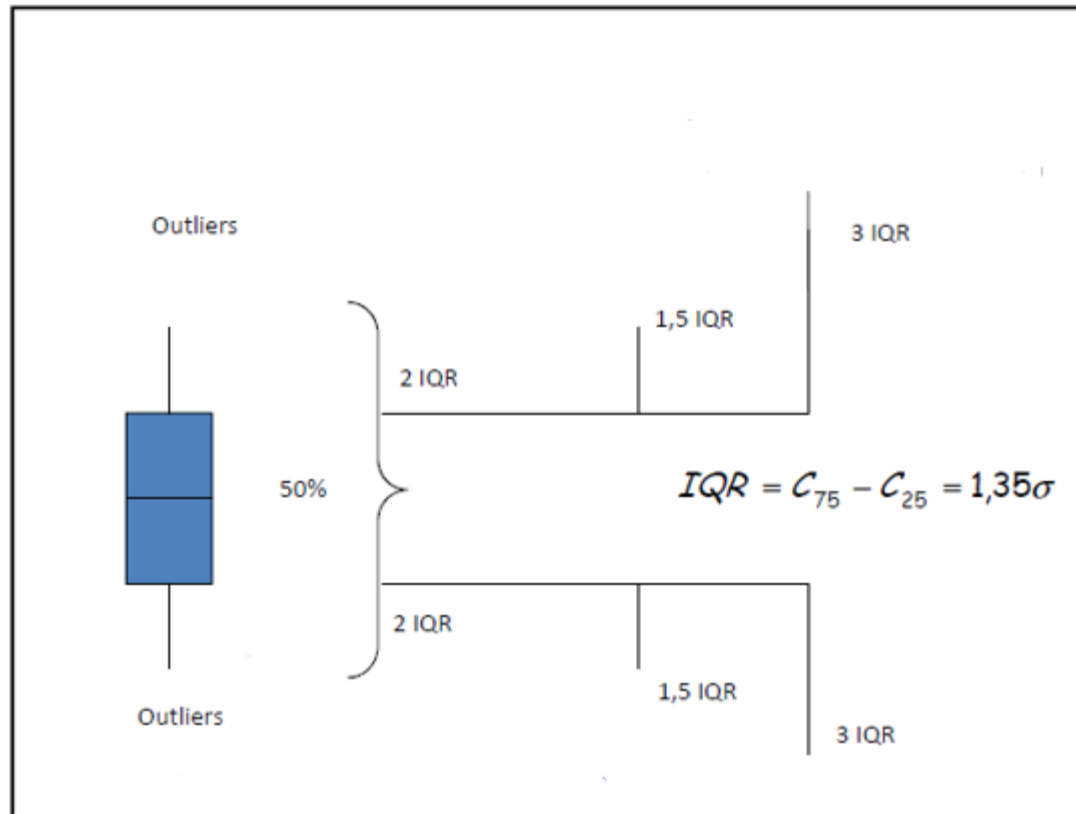 Outliers
3 IQR
1,5 IQR
2 IQR
50%
IQR = C₇₅ − C₂₅ = 1,35σ
2 IQR
1,5 IQR
Outliers
3 IQR